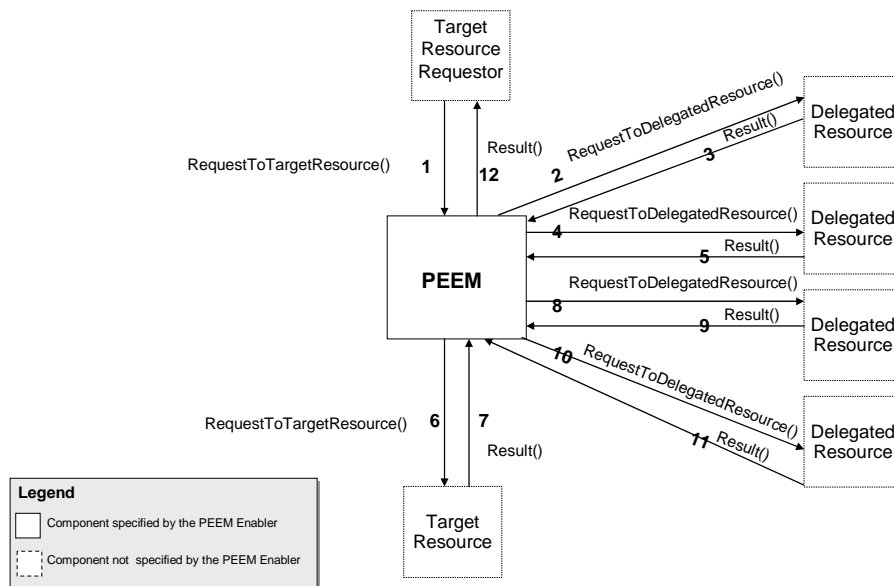 Target
Resource
Requestor
RequestToTargetResource()
1
Result()
12
2
RequestToDelegatedResource()
Result()
3
Delegated
Resource
RequestToDelegatedResource()
4
Result()
5
Delegated
Resource
PEEM
RequestToDelegatedResource()
8
Result()
9
Delegated
Resource
10
RequestToDelegatedResource()
11
Result()
Delegated
Resource
RequestToTargetResource()
6
7
Result()
Target
Resource
Legend
Component specified by the PEEM Enabler
Component not specified by the PEEM Enabler